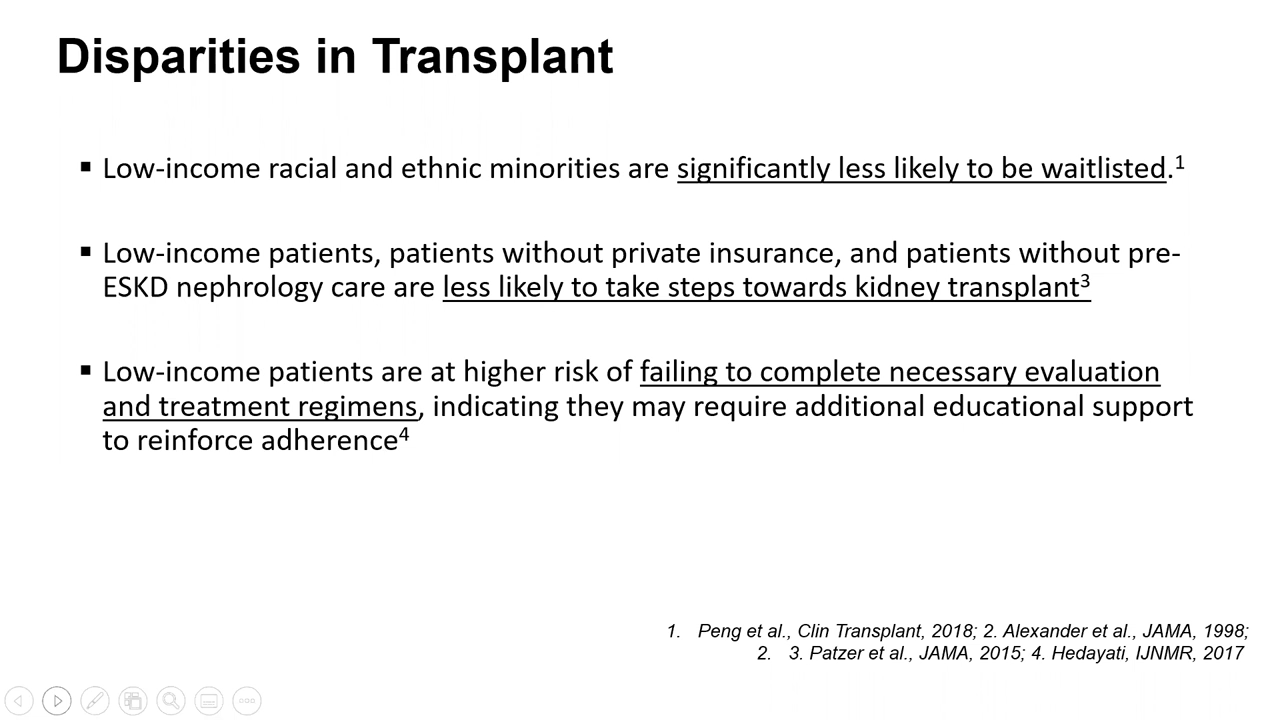 Disparities in Transplant
▪ Low-income racial and ethnic minorities are significantly less likely to be waitlisted.¹
▪ Low-income patients, patients without private insurance, and patients without pre-
ESKD nephrology care are less likely to take steps towards kidney transplant³
▪ Low-income patients are at higher risk of failing to complete necessary evaluation
and treatment regimens, indicating they may require additional educational support
to reinforce adherence⁴
1. Peng et al., Clin Transplant, 2018; 2. Alexander et al., JAMA, 1998;
2. 3. Patzer et al., JAMA, 2015; 4. Hedayati, IJNMR, 2017